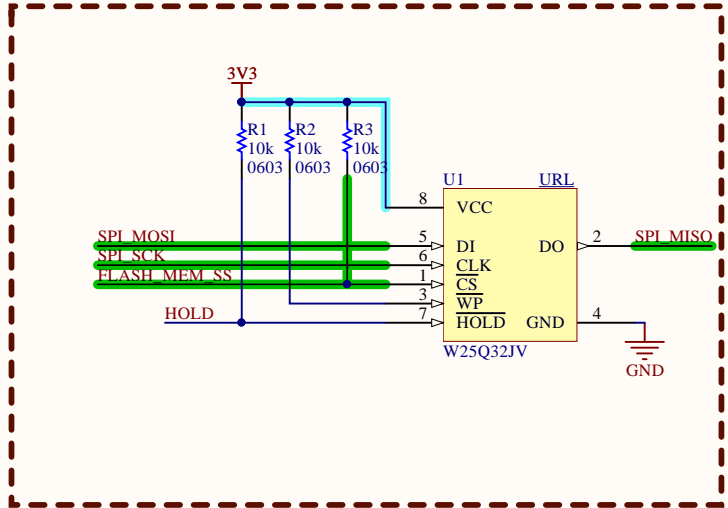 3V3
R1
10k
0603
R2
10k
0603
R3
10k
0603
U1 URL
8 VCC
SPI_MOSI 5 DI DO 2 SPI_MISO
SPI_SCK 6 CLK
FLASH_MEM_SS 1 CS
3 WP
HOLD 7 HOLD GND 4
W25Q32JV
GND